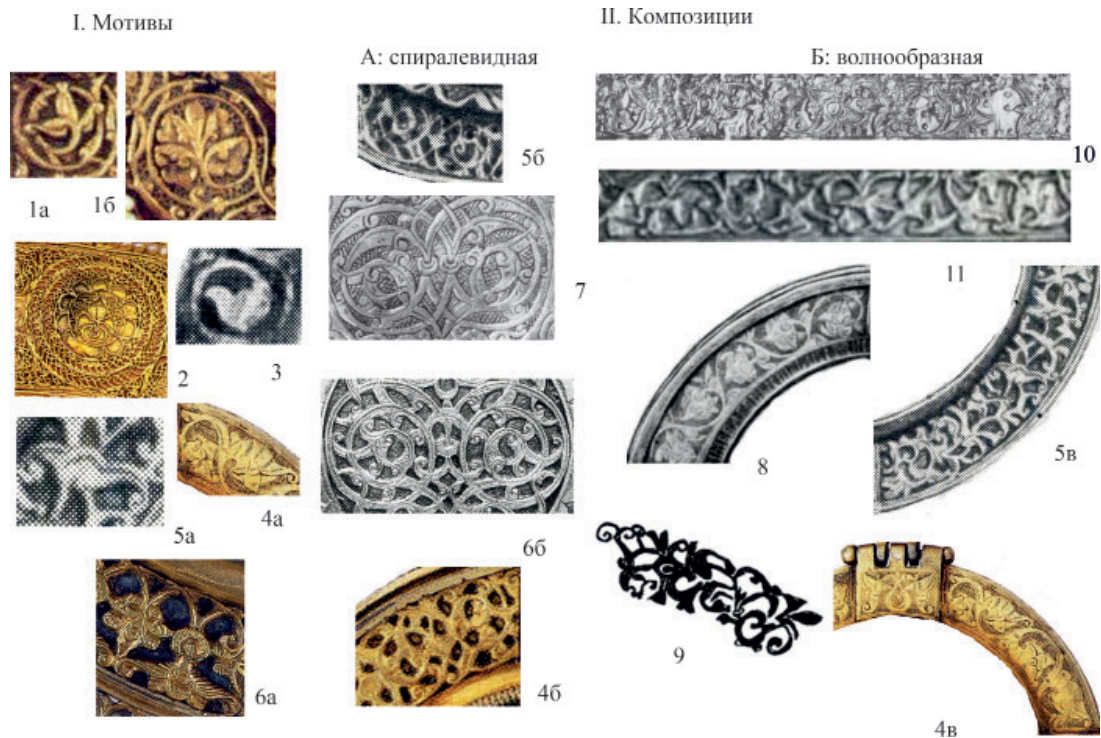 I. Мотивы
II. Композиции
А: спиралевидная
Б: волнообразная
1а
1б
5б
10
2
3
7
11
5а
4а
8
5в
6б
9
6а
4б
4в